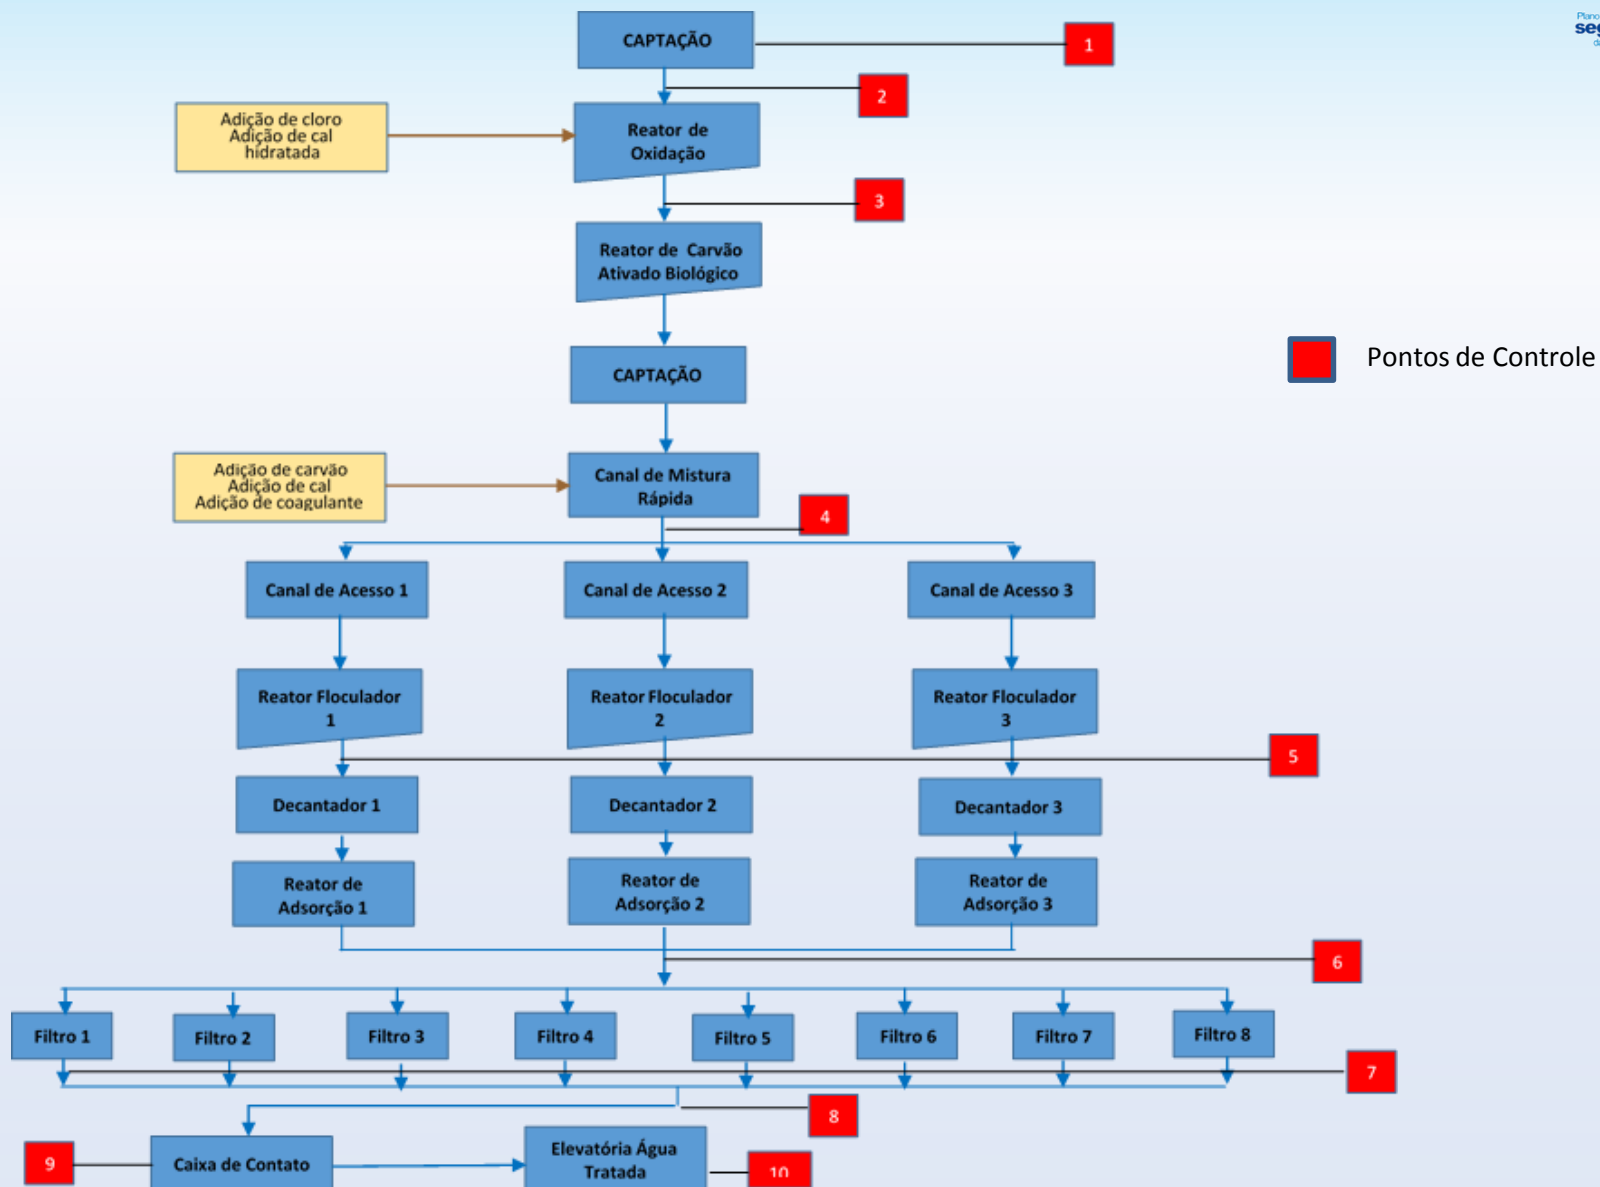 Plano
CAPTAÇÃO
1
2
Adição de cloro
Adição de cal
hidratada
Reator de
Oxidação
3
Reator de Carvão
Ativado Biológico
CAPTAÇÃO
Pontos de Controle
Adição de carvão
Adição de cal
Adição de coagulante
Canal de Mistura
Rápida
4
Canal de Acesso 1
Canal de Acesso 2
Canal de Acesso 3
Reator Floculador
1
Reator Floculador
2
Reator Floculador
3
5
Decantador 1
Decantador 2
Decantador 3
Reator de
Adsorção 1
Reator de
Adsorção 2
Reator de
Adsorção 3
6
Filtro 1
Filtro 2
Filtro 3
Filtro 4
Filtro 5
Filtro 6
Filtro 7
Filtro 8
7
8
9
Caixa de Contato
Elevatória Água
Tratada
10